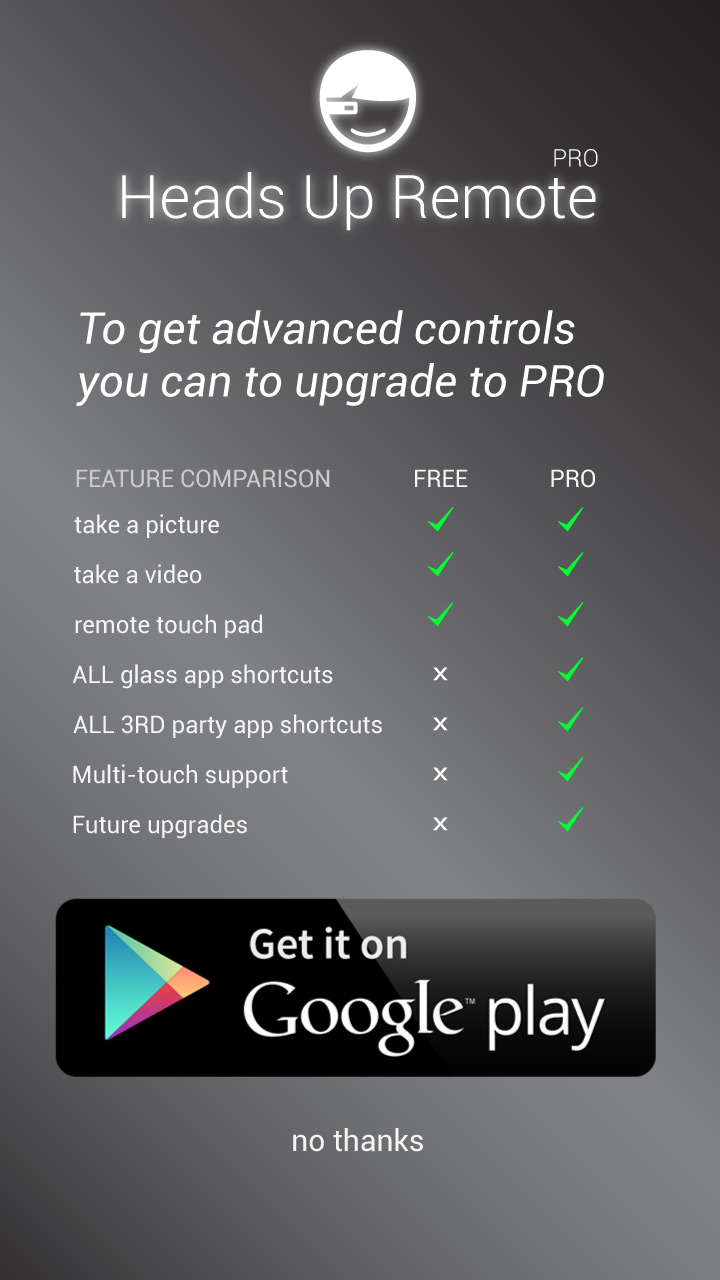 PRO
Heads Up Remote
To get advanced controls
you can to upgrade to PRO
FEATURE COMPARISON FREE PRO
take a picture
take a video
remote touch pad
ALL glass app shortcuts x
ALL 3RD party app shortcuts x
Multi-touch support x
Future upgrades x
Get it on
Google™ play
no thanks